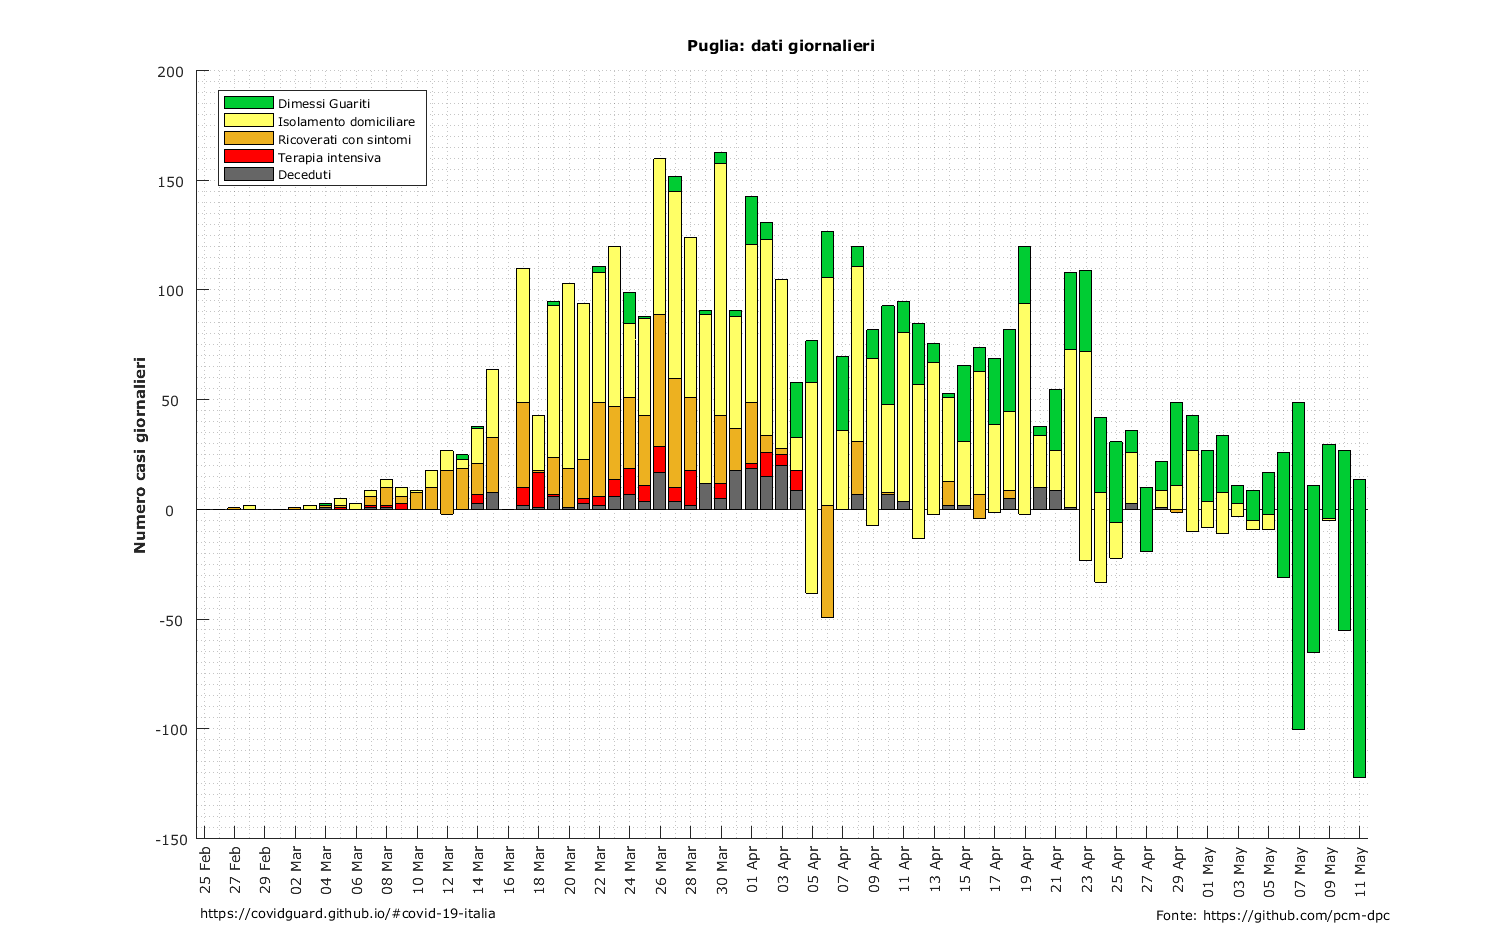 Puglia: dati giornalieri
200
150
100
50
0
-50
-100
-150
Numero casi giornalieri
Dimessi Guariti
Isolamento domiciliare
Ricoverati con sintomi
Terapia intensiva
Deceduti
25 Feb
27 Feb
29 Feb
02 Mar
04 Mar
06 Mar
08 Mar
10 Mar
12 Mar
14 Mar
16 Mar
18 Mar
20 Mar
22 Mar
24 Mar
26 Mar
28 Mar
30 Mar
01 Apr
03 Apr
05 Apr
07 Apr
09 Apr
11 Apr
13 Apr
15 Apr
17 Apr
19 Apr
21 Apr
23 Apr
25 Apr
27 Apr
29 Apr
01 May
03 May
05 May
07 May
09 May
11 May
https://covidguard.github.io/#covid-19-italia
Fonte: https://github.com/pcm-dpc